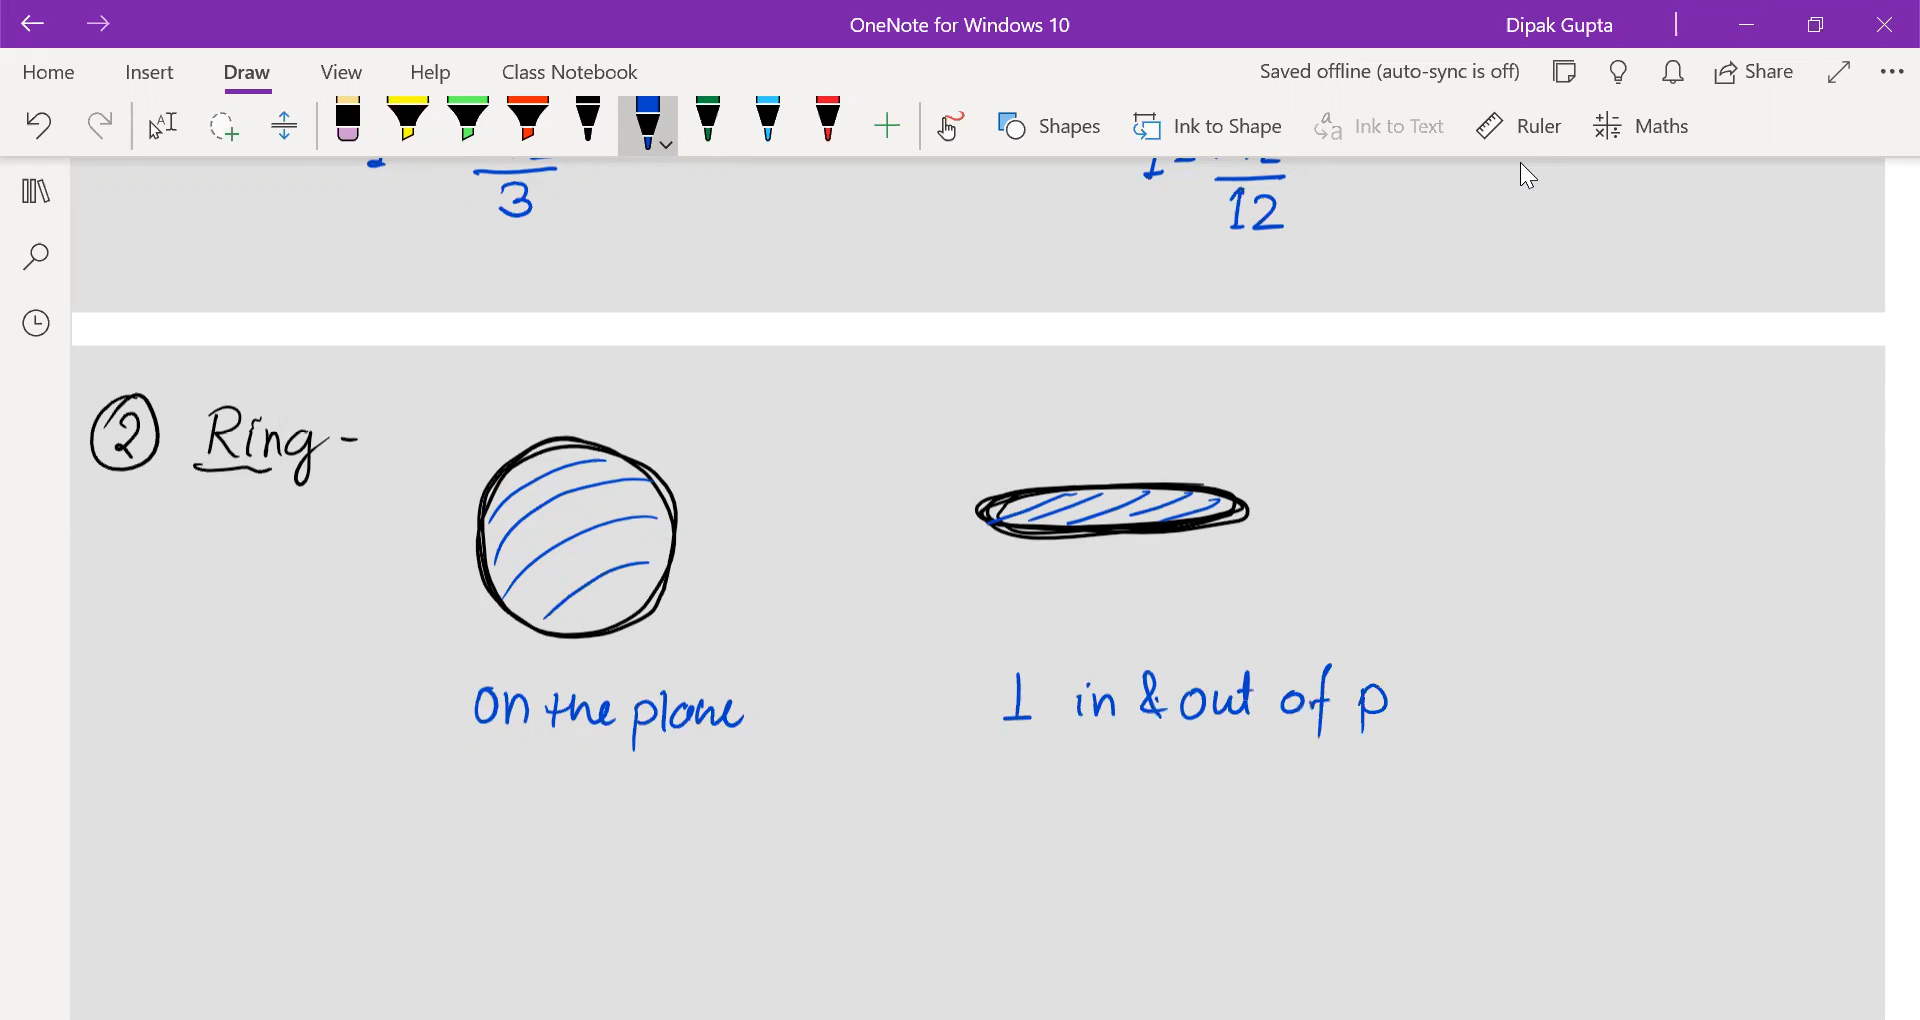 OneNote for Windows 10
Dipak Gupta
Home Insert Draw View Help Class Notebook
Saved offline (auto-sync is off)
Share
Shapes
Ink to Shape
Ink to Text
Ruler
Maths
3
12
② Ring -
On the plane
⊥ in & out of p